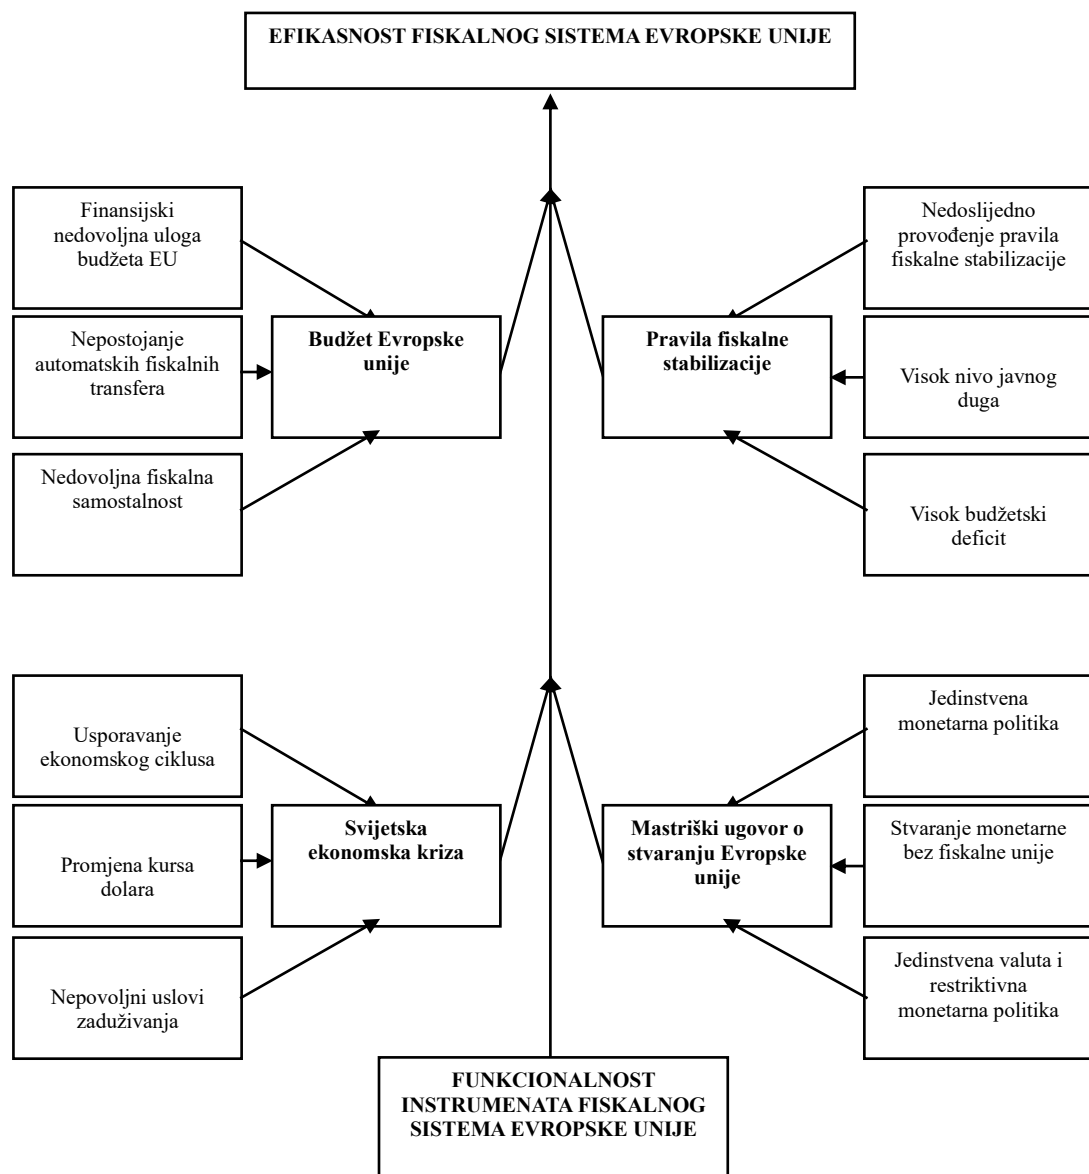 EFIKASNOST FISKALNOG SISTEMA EVROPSKE UNIJE
Finansijski
nedovoljna uloga
budžeta EU
Nepostojanje
automatskih fiskalnih
transfera
Nedovoljna fiskalna
samostalnost
Budžet Evropske
unije
Pravila fiskalne
stabilizacije
Nedoslijedno
provođenje pravila
fiskalne stabilizacije
Visok nivo javnog
duga
Visok budžetski
deficit
Usporavanje
ekonomskog ciklusa
Promjena kursa
dolara
Nepovoljni uslovi
zaduživanja
Svijetska
ekonomska kriza
Mastriški ugovor o
stvaranju Evropske
unije
Jedinstvena
monetarna politika
Stvaranje monetarne
bez fiskalne unije
Jedinstvena valuta i
restriktivna
monetarna politika
FUNKCIONALNOST
INSTRUMENATA FISKALNOG
SISTEMA EVROPSKE UNIJE